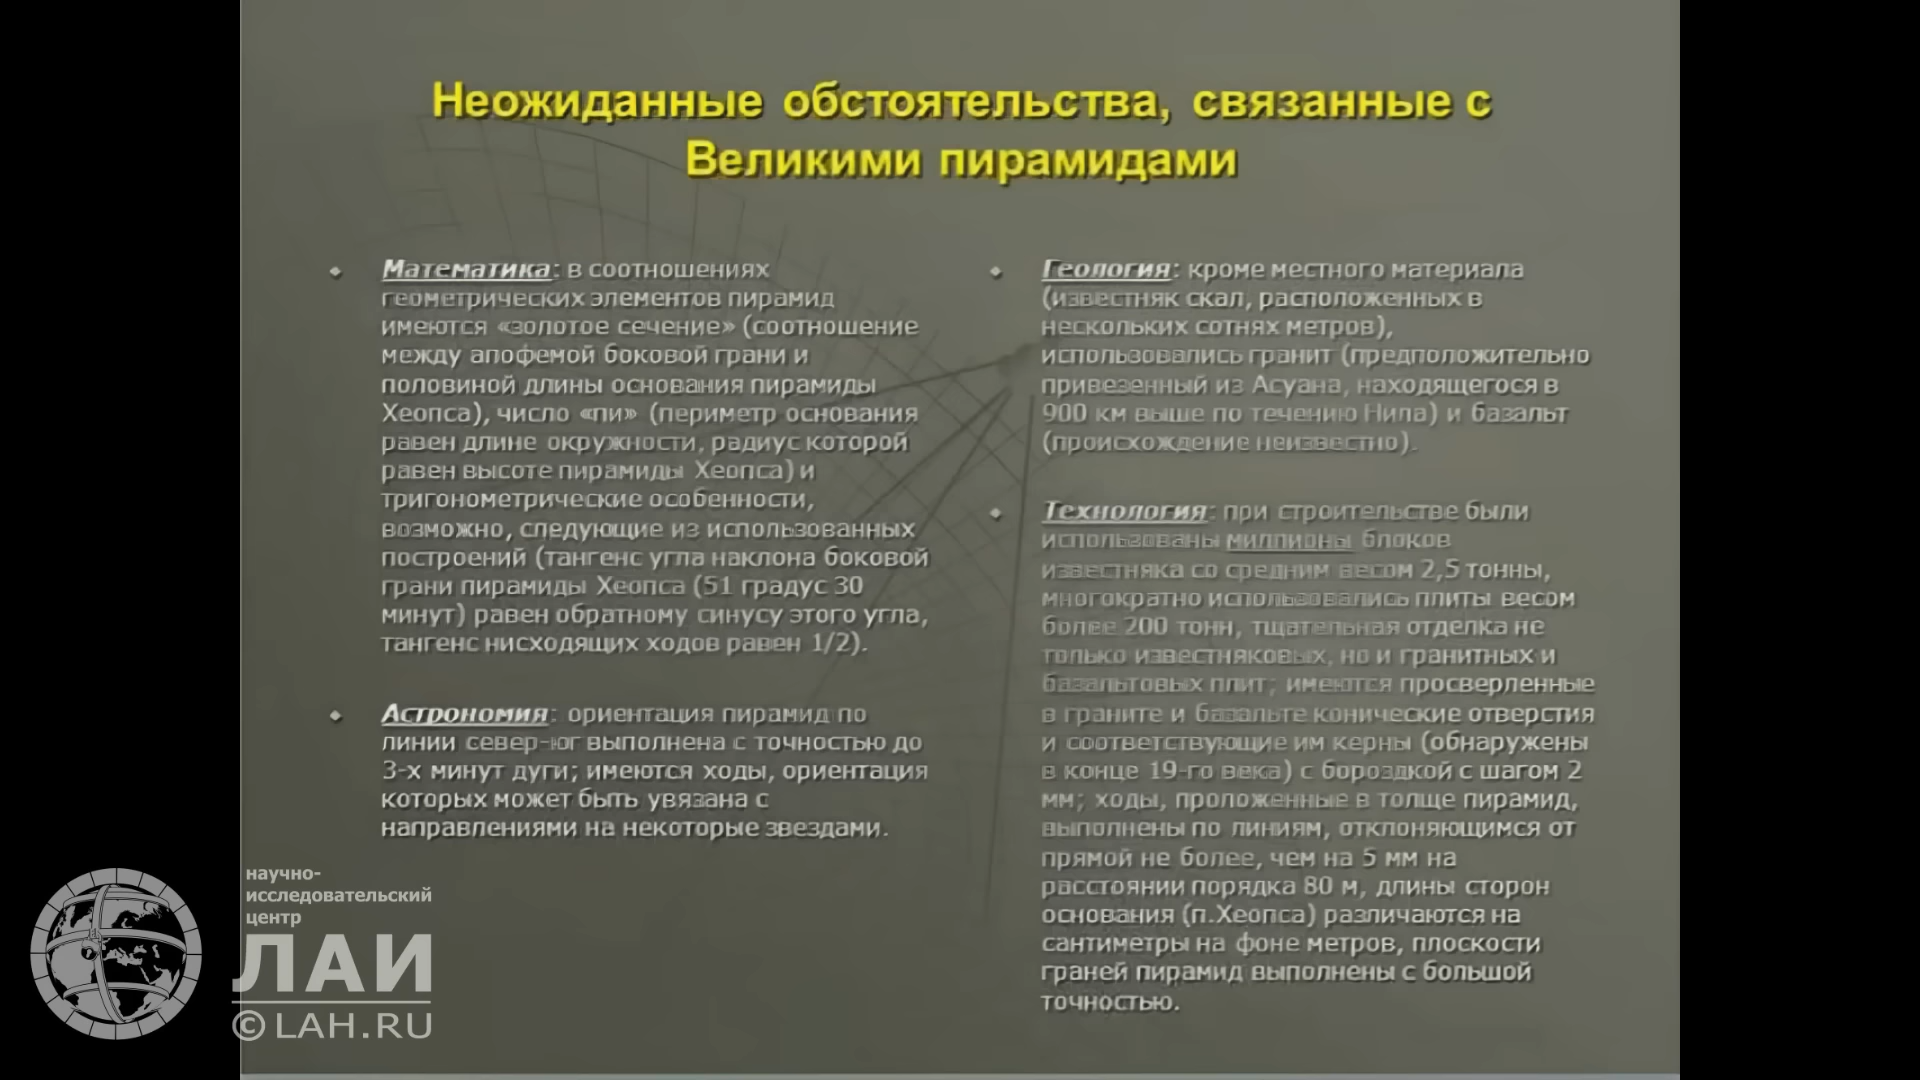 Неожиданные обстоятельства, связанные с
Великими пирамидами
Математика: в соотношениях
геометрических элементов пирамид
имеются «золотое сечение» (соотношение
между апофемой боковой грани и
половиной длины основания пирамиды
Хеопса), число «пи» (периметр основания
равен длине окружности, радиус которой
равен высоте пирамиды Хеопса) и
тригонометрические особенности,
возможно, следующие из использованных
построений (тангенс угла наклона боковой
грани пирамиды Хеопса (51 градус 30
минут) равен обратному синусу этого угла,
тангенс нисходящих ходов равен 1/2).
Астрономия: ориентация пирамид по
линии север-юг выполнена с точностью до
3-х минут дуги; имеются ходы, ориентация
которых может быть увязана с
направлениями на некоторые звездами.
Геология: кроме местного материала
(известняк скал, расположенных в
нескольких сотнях метров),
использовались гранит (предположительно
привезенный из Асуана, находящегося в
900 км выше по течению Нила) и базальт
(происхождение неизвестно).
Технология: при строительстве были
использованы миллионы блоков
известняка со средним весом 2,5 тонны,
многократно использовались плиты весом
более 200 тонн, тщательная отделка не
только известняковых, но и гранитных и
базальтовых плит; имеются просверленные
в граните и базальте конические отверстия
и соответствующие им керны (обнаружены
в конце 19-го века) с бороздкой с шагом 2
мм; ходы, проложенные в толще пирамид,
выполнены по линиям, отклоняющимся от
прямой не более, чем на 5 мм на
расстоянии порядка 80 м, длины сторон
основания (п.Хеопса) различаются на
сантиметры на фоне метров, плоскости
граней пирамид выполнены с большой
точностью.
научно-
исследовательский
центр
ЛАИ
©LAH.RU